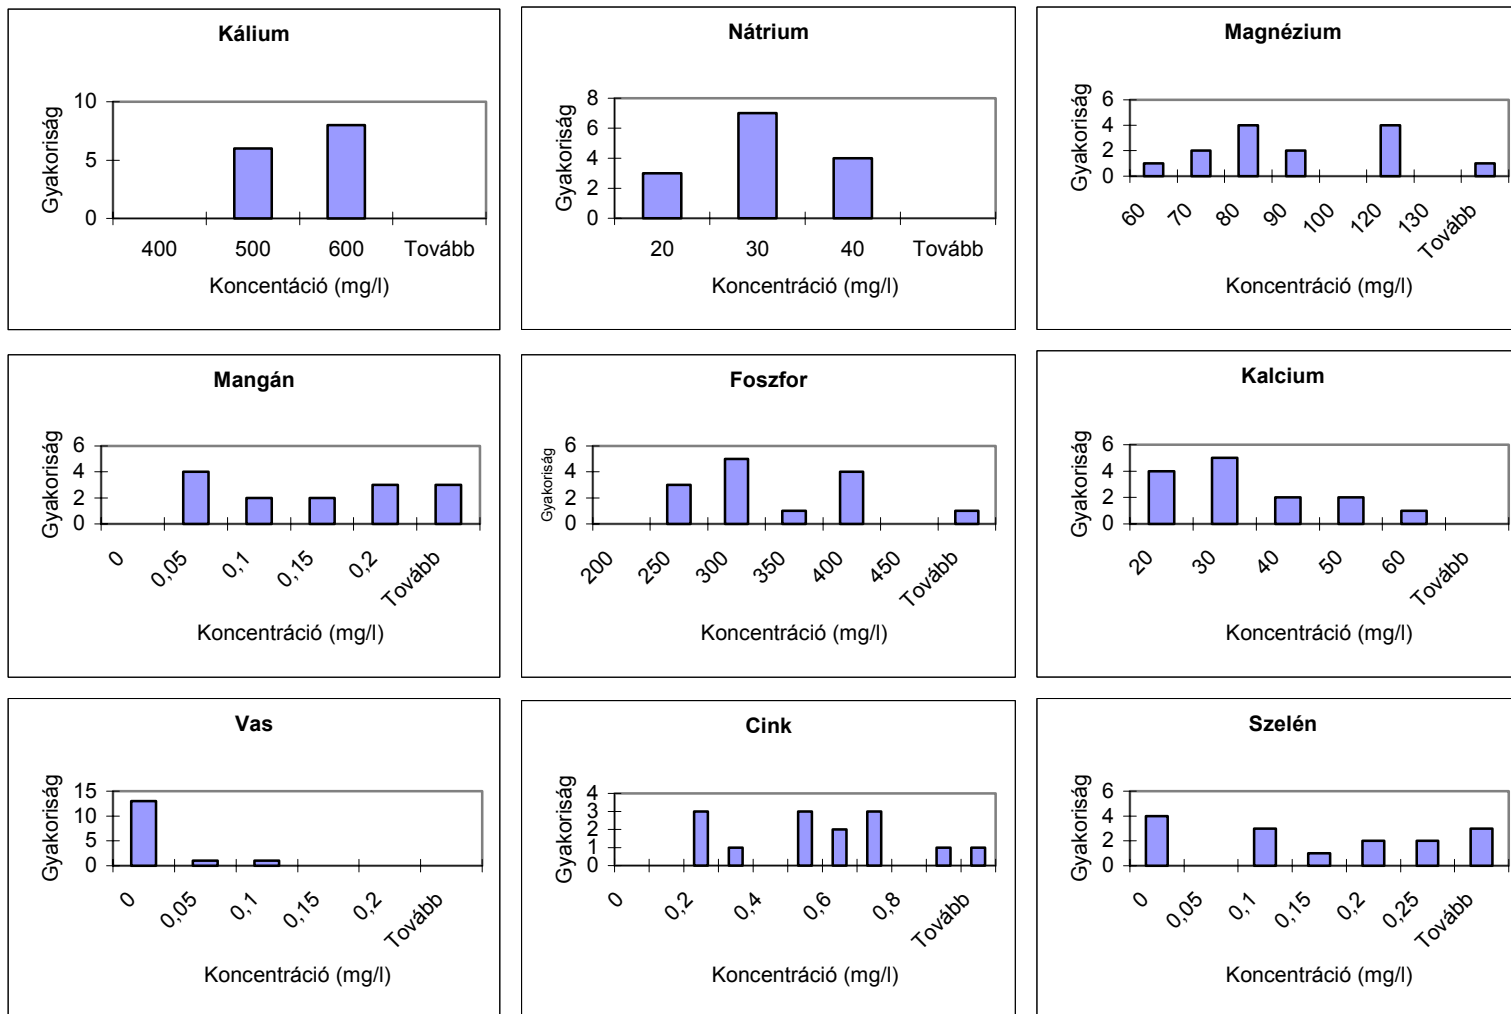 Kálium
Gyakoriság
10
5
0
400 500 600 Tovább
Koncentáció (mg/l)
Nátrium
Gyakoriság
8
6
4
2
0
20 30 40 Tovább
Koncentráció (mg/l)
Magnézium
Gyakoriság
6
4
2
0
60 70 80 90 100 120 130 Tovább
Koncentráció (mg/l)
Mangán
Gyakoriság
6
4
2
0
0 0,05 0,1 0,15 0,2 Tovább
Koncentráció (mg/l)
Foszfor
Gyakoriság
6
4
2
0
200 250 300 350 400 450 Tovább
Koncentráció (mg/l)
Kalcium
Gyakoriság
6
4
2
0
20 30 40 50 60 Tovább
Koncentráció (mg/l)
Vas
Gyakoriság
15
10
5
0
0 0,05 0,1 0,15 0,2 Tovább
Koncentráció (mg/l)
Cink
Gyakoriság
4
3
2
1
0
0 0,2 0,4 0,6 0,8 Tovább
Koncentráció (mg/l)
Szelén
Gyakoriság
6
4
2
0
0 0,05 0,1 0,15 0,2 0,25 Tovább
Koncentráció (mg/l)